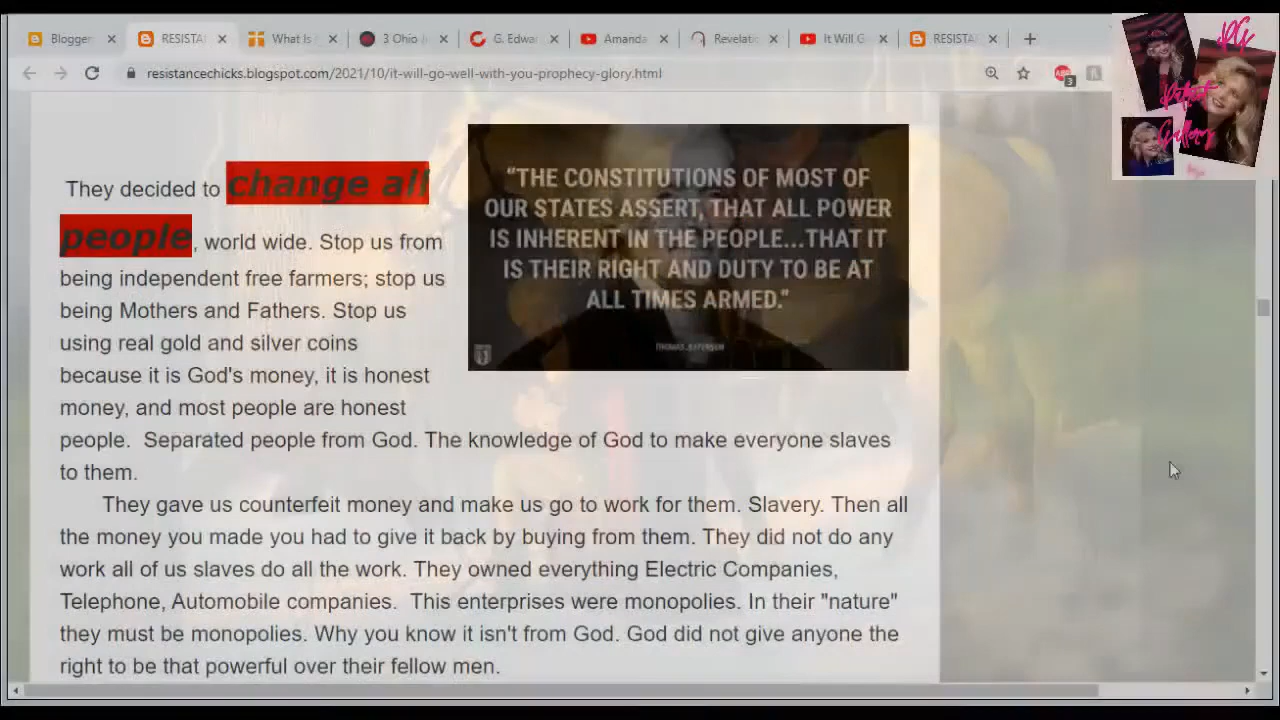 Blogger
RESISTA
What Is
3 Ohio (
G. Edwa
Amanda
Revelati
It Will G
RESIST
resistancechicks.blogspot.com/2021/10/it-will-go-well-with-you-prophecy-glory.html
3
PG
Patriot
Gallery
"THE CONSTITUTIONS OF MOST OF
OUR STATES ASSERT, THAT ALL POWER
IS INHERENT IN THE PEOPLE...THAT IT
IS THEIR RIGHT AND DUTY TO BE AT
ALL TIMES ARMED."
THOMAS JEFFERSON
They decided to change all
people, world wide. Stop us from
being independent free farmers; stop us
being Mothers and Fathers. Stop us
using real gold and silver coins
because it is God's money, it is honest
money, and most people are honest
people. Separated people from God. The knowledge of God to make everyone slaves
to them.
They gave us counterfeit money and make us go to work for them. Slavery. Then all
the money you made you had to give it back by buying from them. They did not do any
work all of us slaves do all the work. They owned everything Electric Companies,
Telephone, Automobile companies. This enterprises were monopolies. In their "nature"
they must be monopolies. Why you know it isn't from God. God did not give anyone the
right to be that powerful over their fellow men.